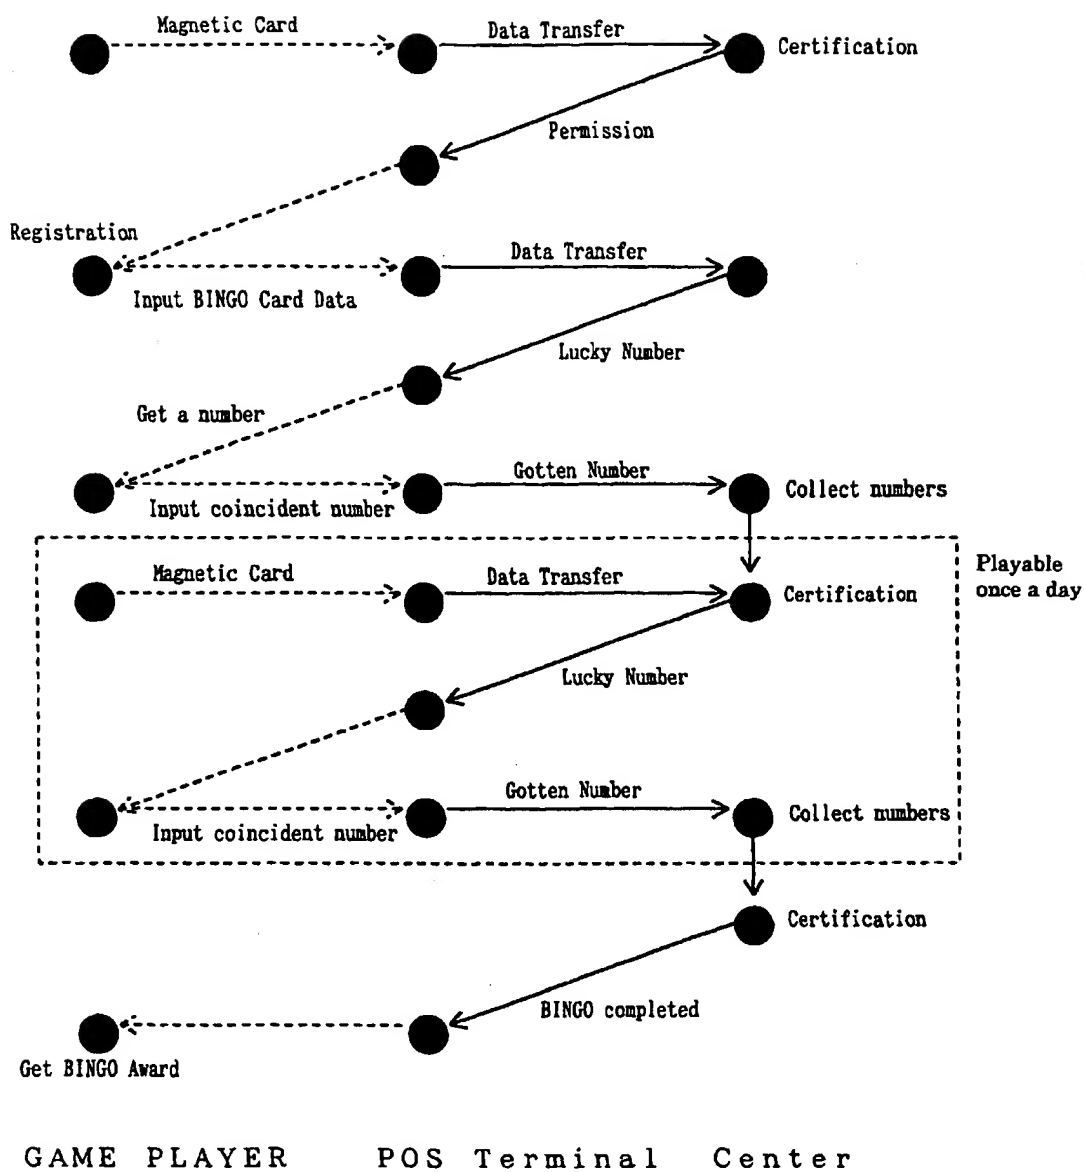 Magnetic Card
Data Transfer
Certification
Permission
Registration
Data Transfer
Input BINGO Card Data
Lucky Number
Get a number
Gotten Number
Collect numbers
Input coincident number
Playable
once a day
Magnetic Card
Data Transfer
Certification
Lucky Number
Gotten Number
Collect numbers
Input coincident number
Certification
BINGO completed
Get BINGO Award
GAME PLAYER POS Terminal Center